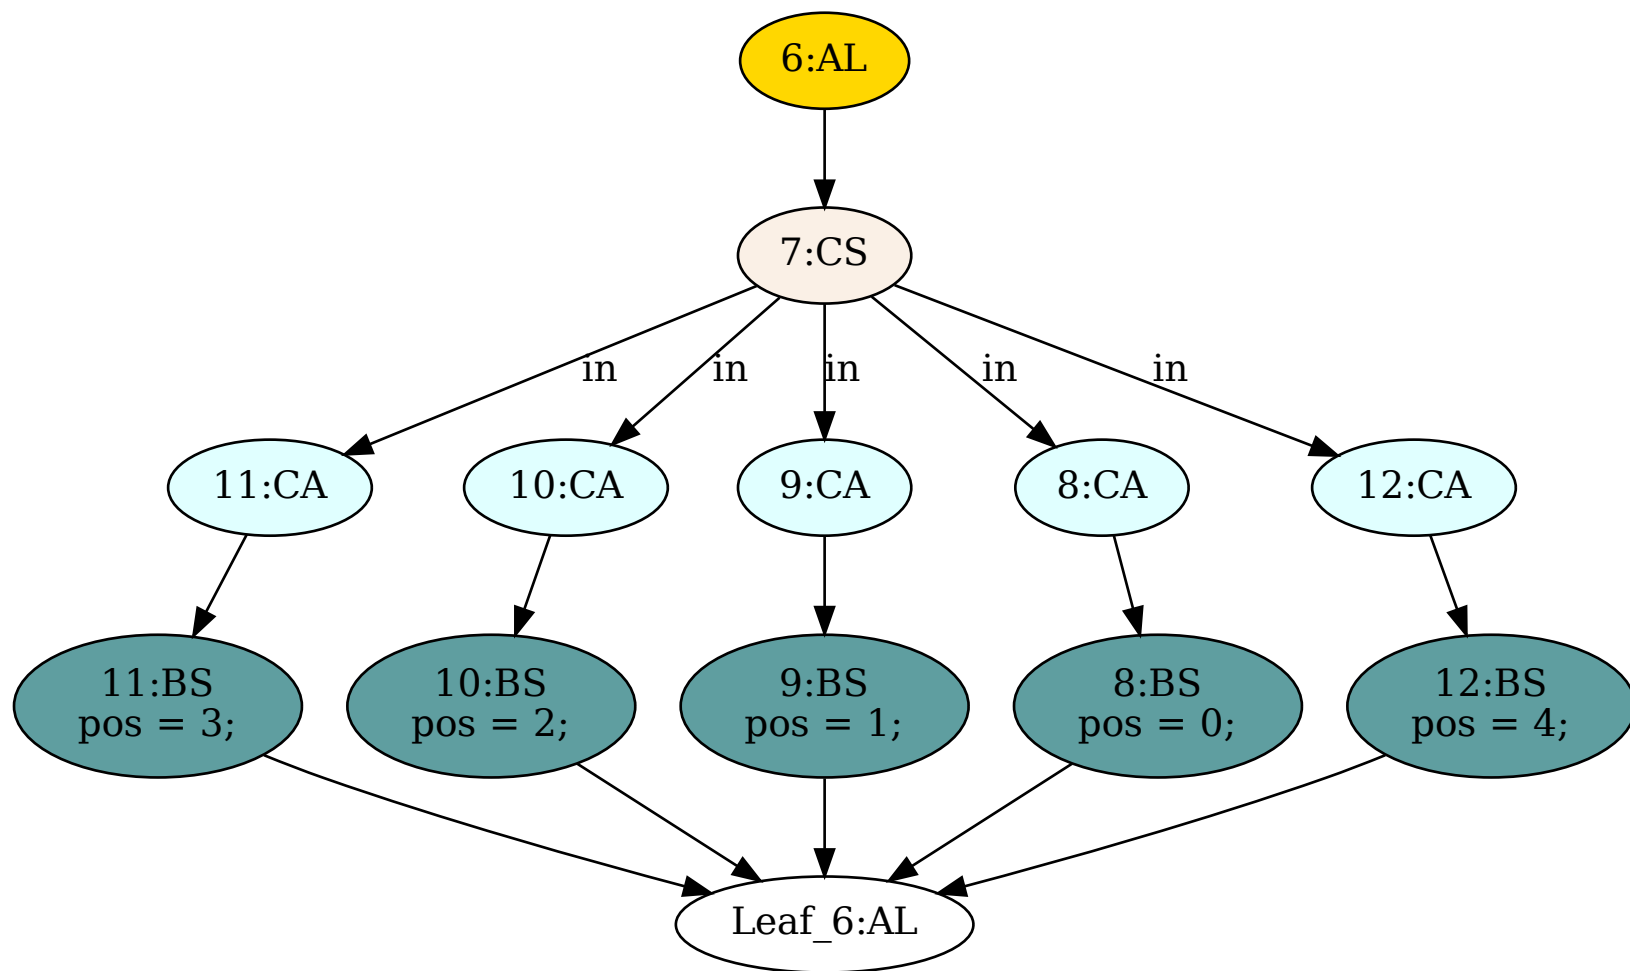 6:AL
7:CS
in in in in in
11:CA 10:CA 9:CA 8:CA 12:CA
11:BS
pos = 3;
10:BS
pos = 2;
9:BS
pos = 1;
8:BS
pos = 0;
12:BS
pos = 4;
Leaf_6:AL